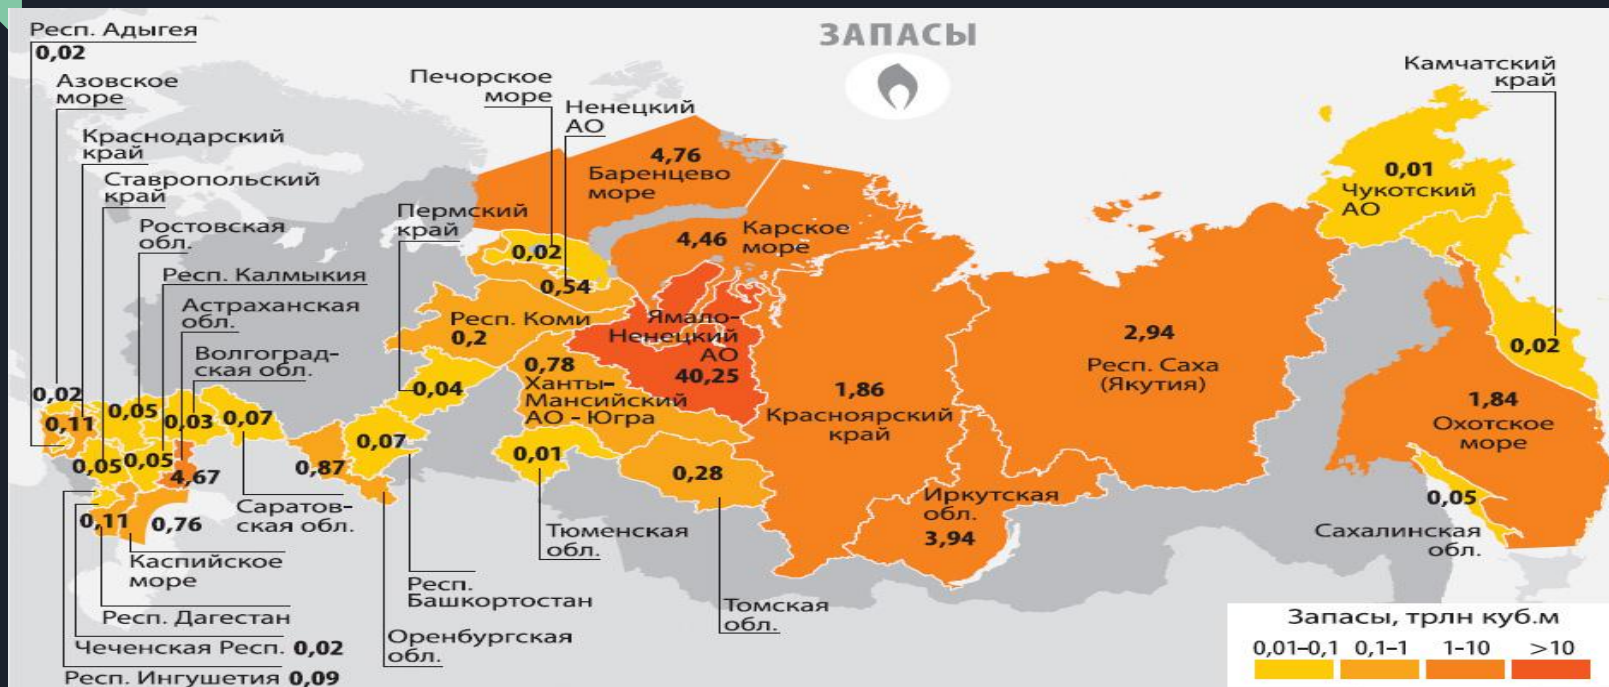 ЗАПАСЫ
Респ. Адыгея
0,02
Азовское
море
Краснодарский
край
Ставропольский
край
Ростовская
обл.
Респ. Калмыкия
Астраханская
обл.
Волгоград-
ская обл.
Печорское
море
Ненецкий
АО
Пермский
край
4,76
Баренцево
море
4,46
Карское
море
0,02
0,54
Респ. Коми
0,2
Ямало-
Ненецкий
АО
40,25
0,78
Ханты-
Мансийский
АО - Югра
0,04
1,86
Красноярский
край
2,94
Респ. Саха
(Якутия)
Камчатский
край
0,01
Чукотский
АО
0,02
1,84
Охотское
море
0,05
Сахалинская
обл.
0,02
0,11
0,05
0,03
0,07
0,05
0,05
4,67
0,11
0,76
0,87
0,07
0,01
0,28
Иркутская
обл.
3,94
Саратов-
ская обл.
Каспийское
море
Респ. Дагестан
Чеченская Респ. 0,02
Респ. Ингушетия 0,09
Тюменская
обл.
Респ.
Башкортостан
Оренбургская
обл.
Томская
обл.
Запасы, трлн куб.м
0,01–0,1 0,1–1 1–10 >10